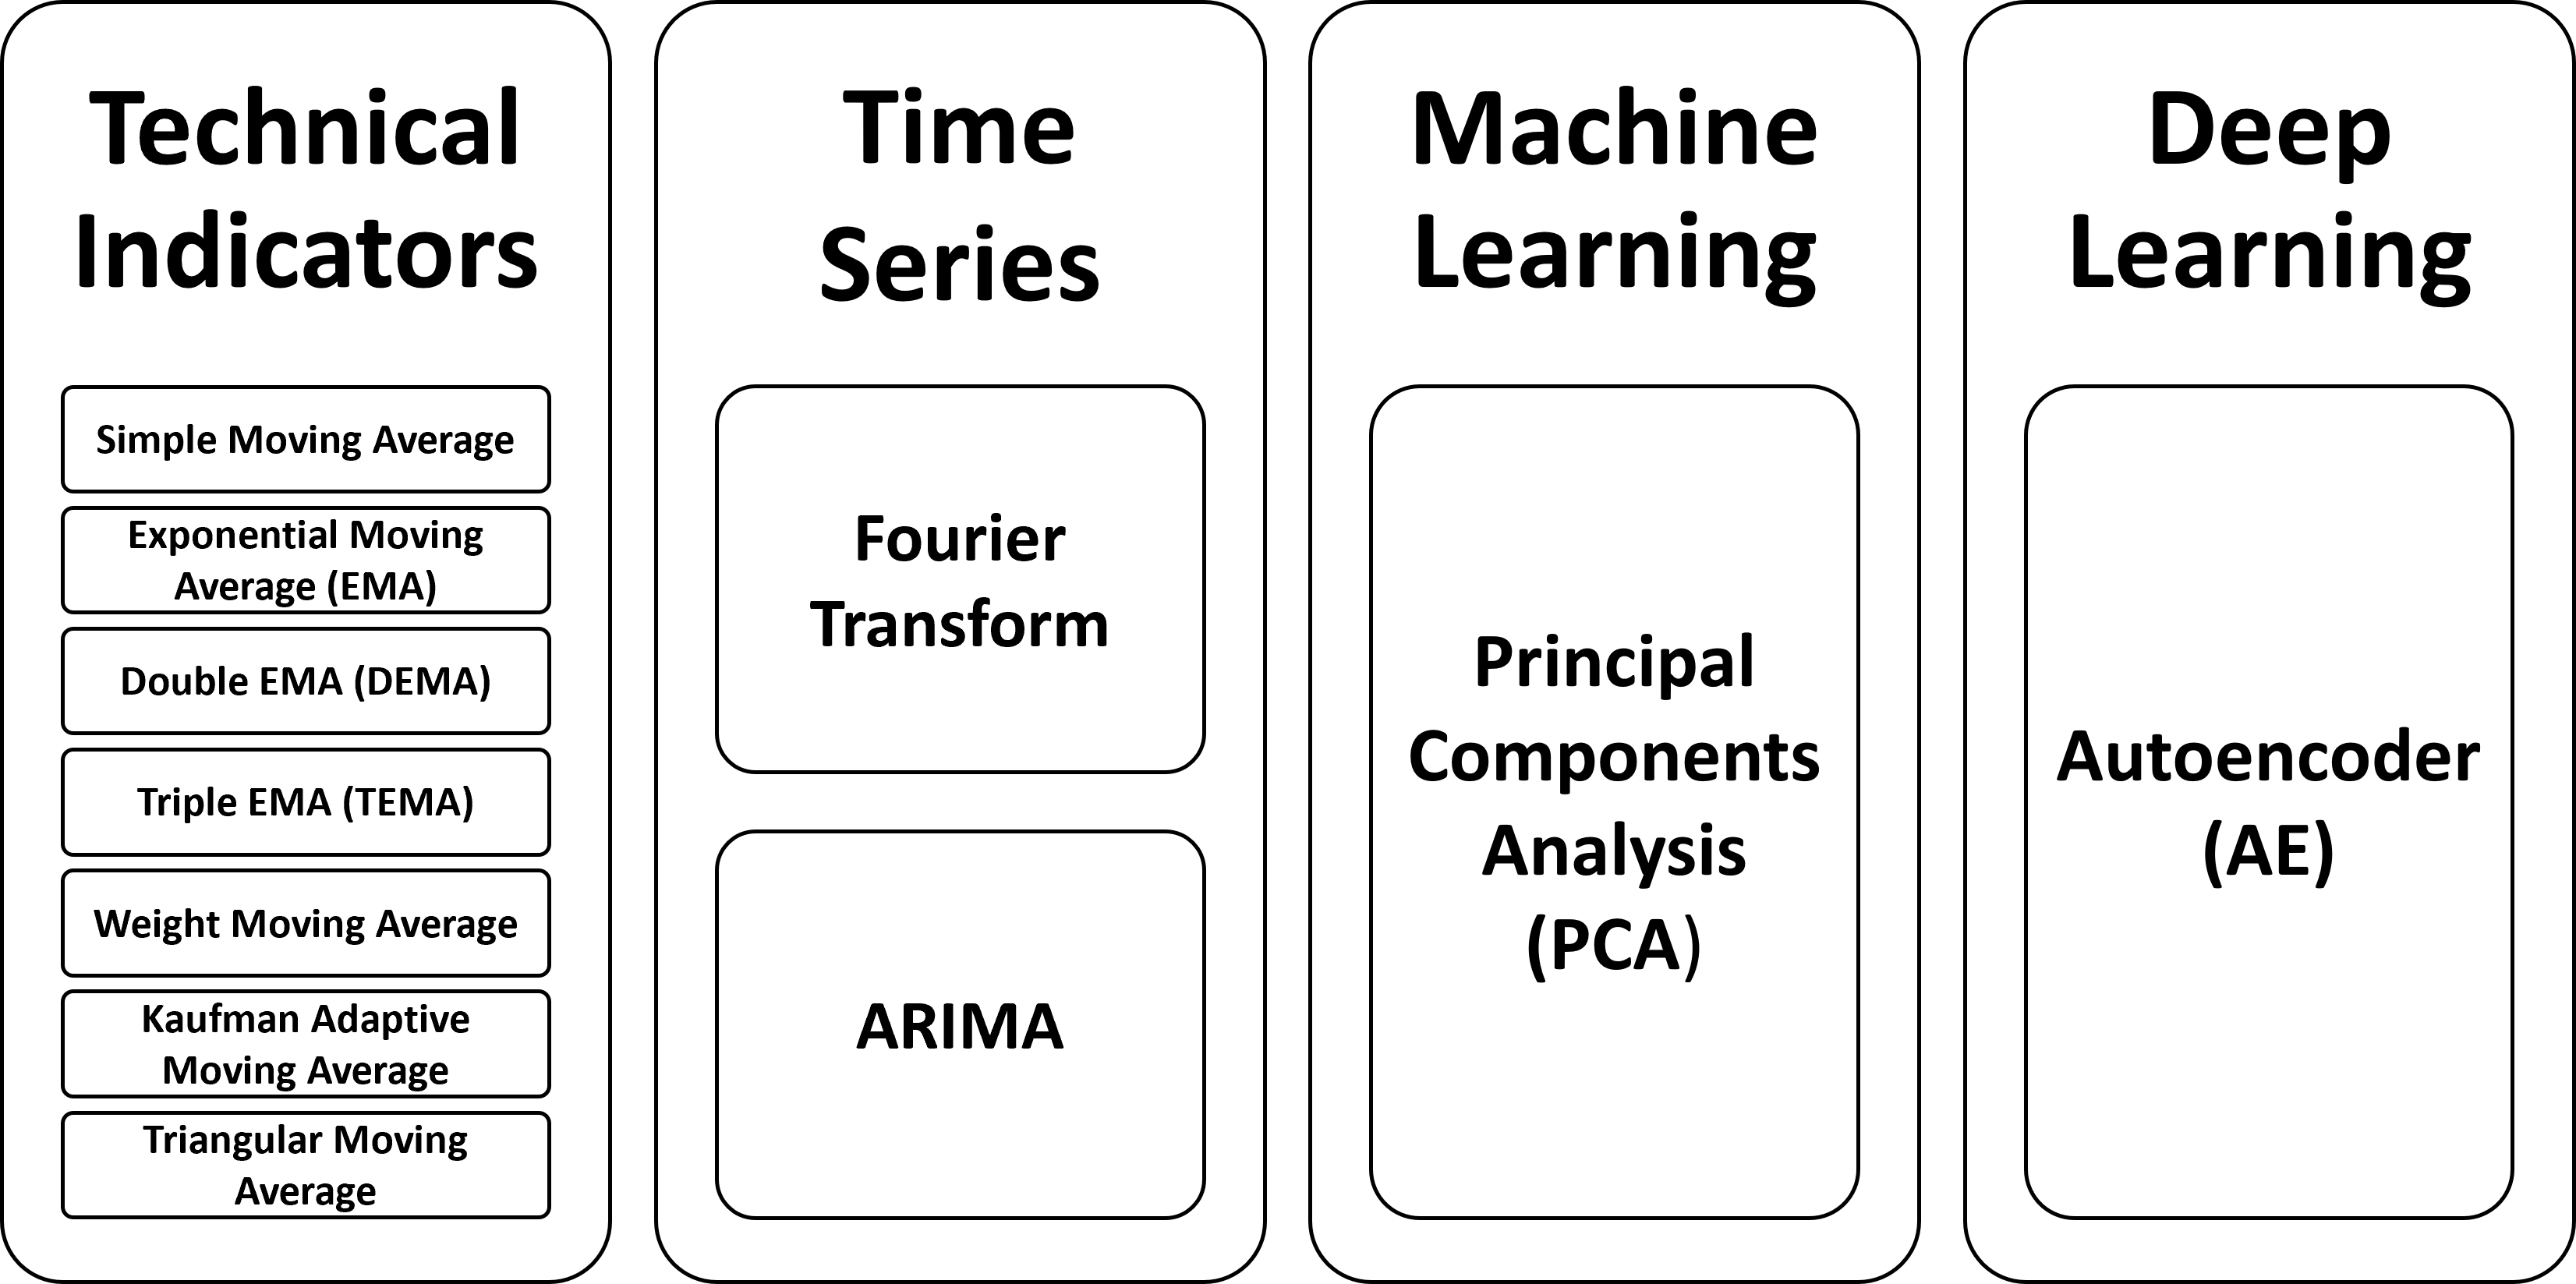 Technical
Indicators
Simple Moving Average
Exponential Moving
Average (EMA)
Double EMA (DEMA)
Triple EMA (TEMA)
Weight Moving Average
Kaufman Adaptive
Moving Average
Triangular Moving
Average
Time
Series
Fourier
Transform
ARIMA
Machine
Learning
Principal
Components
Analysis
(PCA)
Deep
Learning
Autoencoder
(AE)